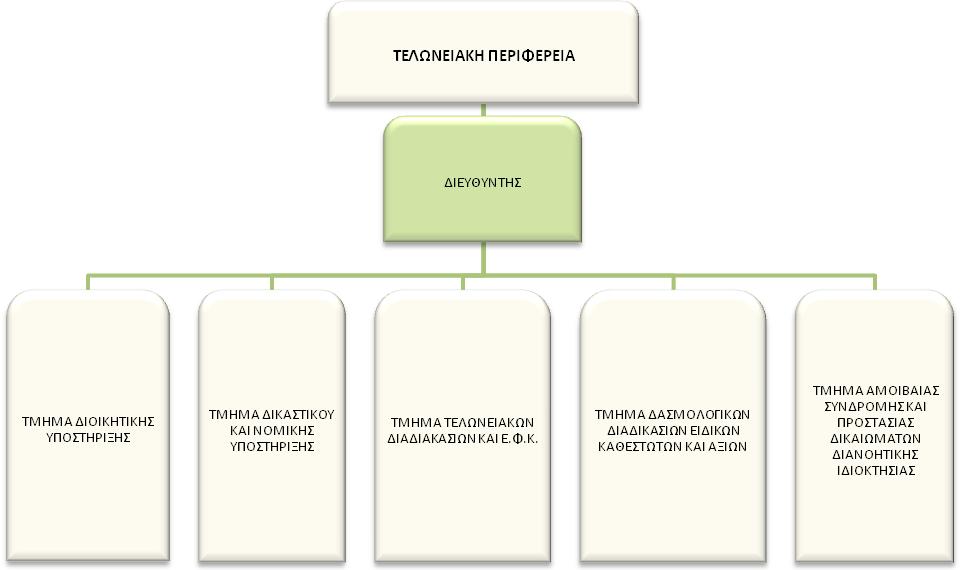 ΤΕΛΩΝΕΙΑΚΗ ΠΕΡΙΦΕΡΕΙΑ
ΔΙΕΥΘΥΝΤΗΣ
ΤΜΗΜΑ ΔΙΟΙΚΗΤΙΚΗΣ
ΥΠΟΣΤΗΡΙΞΗΣ
ΤΜΗΜΑ ΔΙΚΑΣΤΙΚΟΥ
ΚΑΙ ΝΟΜΙΚΗΣ
ΥΠΟΣΤΗΡΙΞΗΣ
ΤΜΗΜΑ ΤΕΛΩΝΕΙΑΚΩΝ
ΔΙΑΔΙΑΚΑΣΙΩΝ ΚΑΙ Ε.Φ.Κ.
ΤΜΗΜΑ ΔΑΣΜΟΛΟΓΙΚΩΝ
ΔΙΑΔΙΚΑΣΙΩΝ ΕΙΔΙΚΩΝ
ΚΑΘΕΣΤΩΤΩΝ ΚΑΙ ΑΞΙΩΝ
ΤΜΗΜΑ ΑΜΟΙΒΑΙΑΣ
ΣΥΝΔΡΟΜΗΣ ΚΑΙ
ΠΡΟΣΤΑΣΙΑΣ
ΔΙΚΑΙΩΜΑΤΩΝ
ΔΙΑΝΟΗΤΙΚΗΣ
ΙΔΙΟΚΤΗΣΙΑΣ